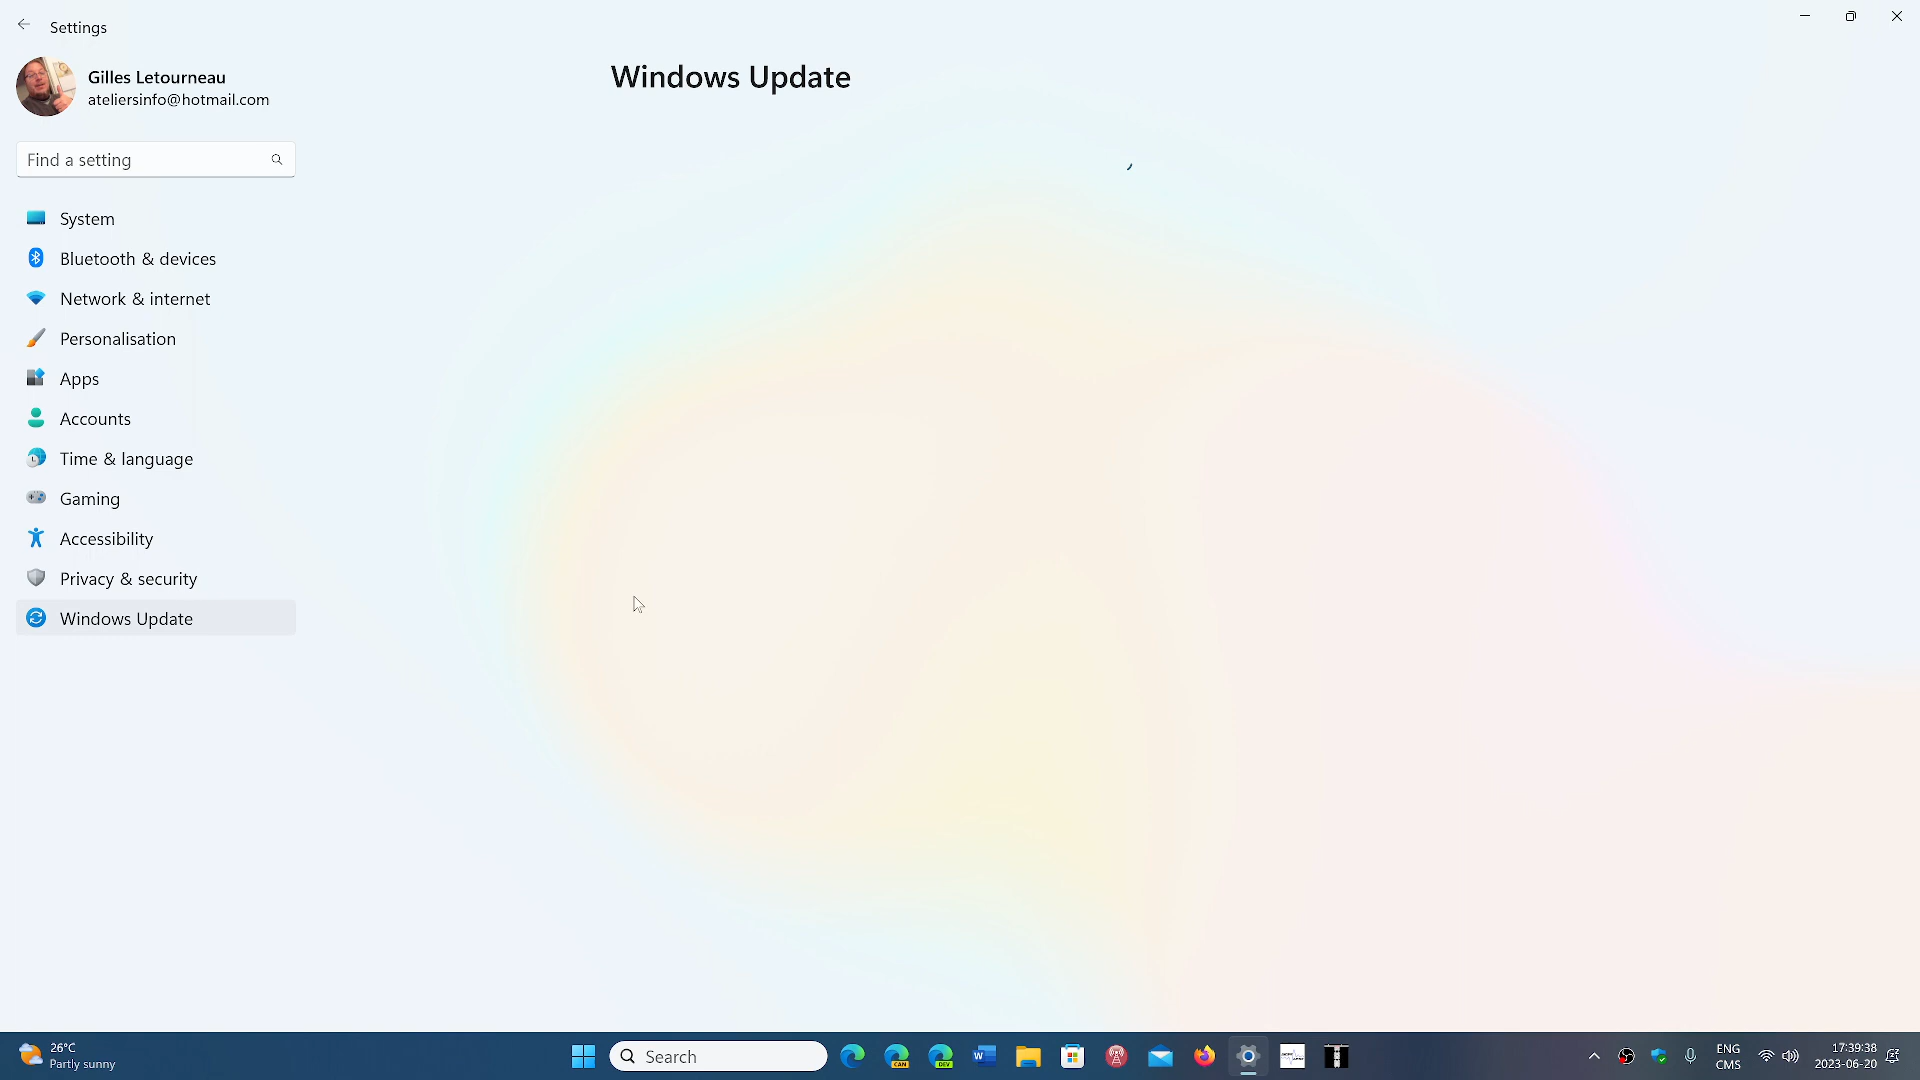 Settings
Gilles Letourneau
ateliersinfo@hotmail.com
Find a setting
System
Bluetooth & devices
Network & internet
Personalisation
Apps
Accounts
Time & language
Gaming
Accessibility
Privacy & security
Windows Update
Windows Update
26°C
Partly sunny
Search
CAN
DEV
ENG
CMS
17:39:38
2023-06-20